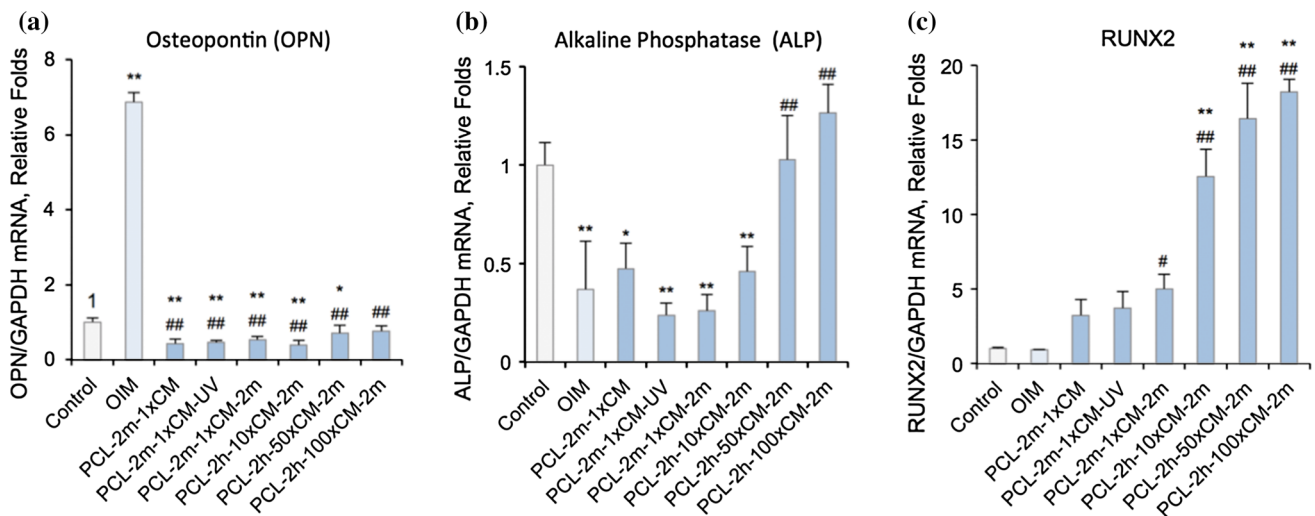 (a)
Osteopontin (OPN)
OPN/GAPDH mRNA, Relative Folds
8
6
4
2
0
1
**
** ##
** ##
** ##
** ##
* ##
##
Control
OIM
PCL-2m-1xCM
PCL-2m-1xCM-UV
PCL-2m-1xCM-2m
PCL-2h-10xCM-2m
PCL-2h-50xCM-2m
PCL-2h-100xCM-2m
(b)
Alkaline Phosphatase (ALP)
ALP/GAPDH mRNA, Relative Folds
1.5
1
0.5
0
**
*
**
**
**
##
##
Control
OIM
PCL-2m-1xCM
PCL-2m-1xCM-UV
PCL-2m-1xCM-2m
PCL-2h-10xCM-2m
PCL-2h-50xCM-2m
PCL-2h-100xCM-2m
(c)
RUNX2
RUNX2/GAPDH mRNA, Relative Folds
20
15
10
5
0
#
** ##
** ##
** ##
Control
OIM
PCL-2m-1xCM
PCL-2m-1xCM-UV
PCL-2m-1xCM-2m
PCL-2h-10xCM-2m
PCL-2h-50xCM-2m
PCL-2h-100xCM-2m